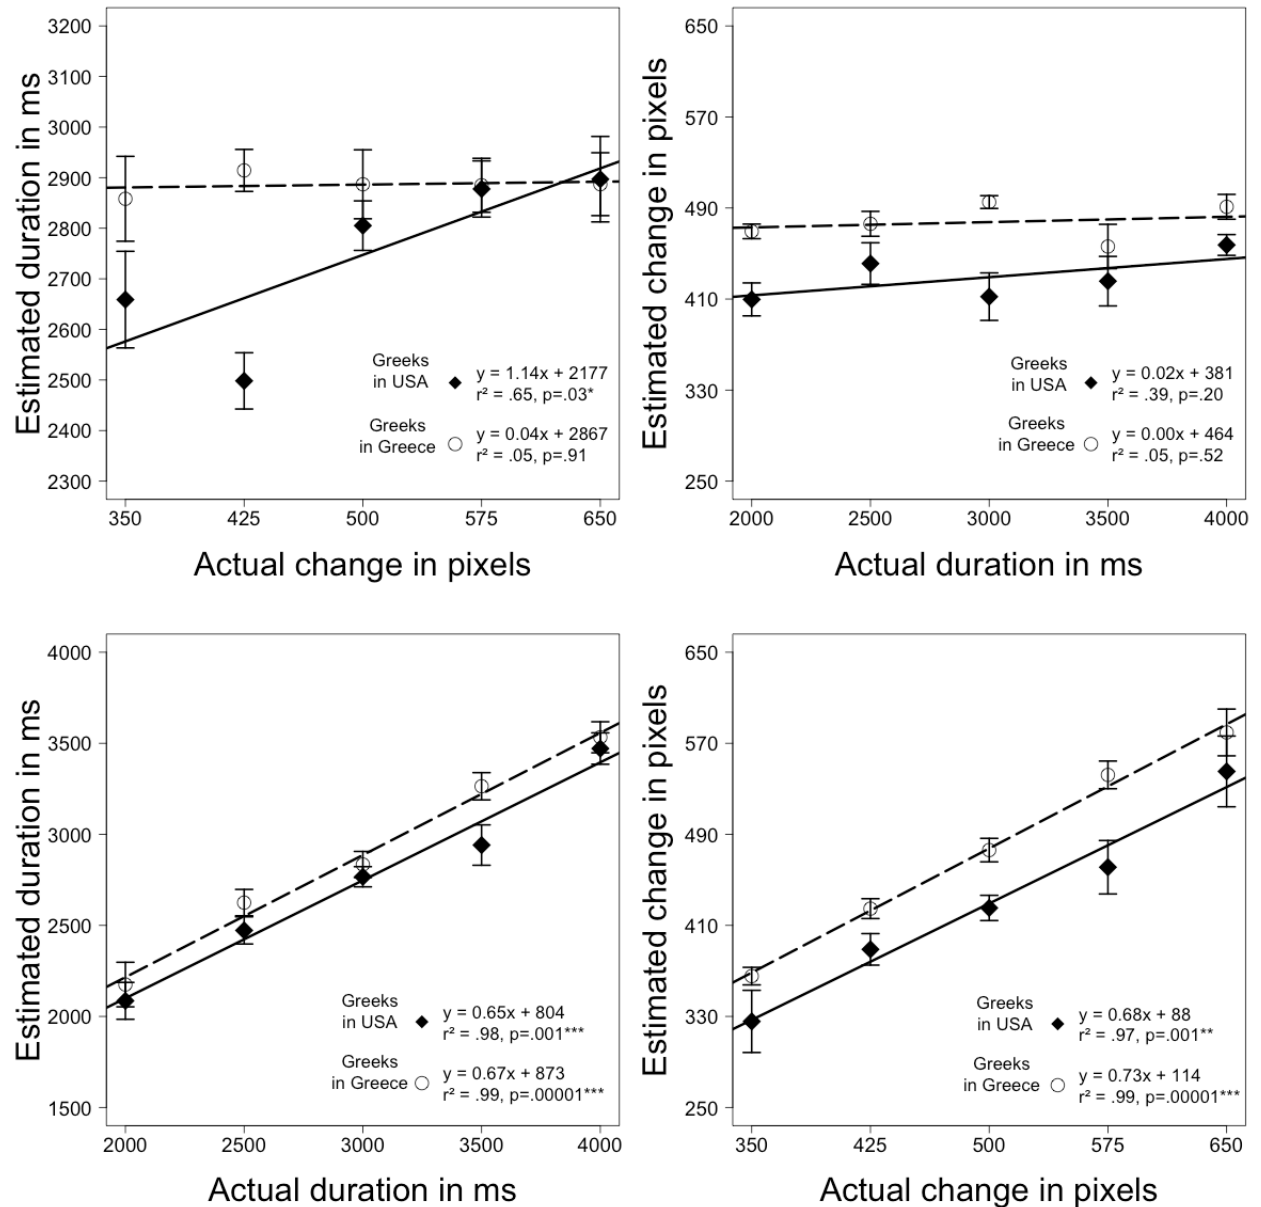 Estimated duration in ms
3200
3100
3000
2900
2800
2700
2600
2500
2400
2300
Greeks
in USA
y = 1.14x + 2177
r² = .65, p=.03*
Greeks
in Greece
y = 0.04x + 2867
r² = .05, p=.91
350 425 500 575 650
Actual change in pixels
Estimated change in pixels
650
570
490
410
330
250
Greeks
in USA
y = 0.02x + 381
r² = .39, p=.20
Greeks
in Greece
y = 0.00x + 464
r² = .05, p=.52
2000 2500 3000 3500 4000
Actual duration in ms
Estimated duration in ms
4000
3500
3000
2500
2000
1500
Greeks
in USA
y = 0.65x + 804
r² = .98, p=.001***
Greeks
in Greece
y = 0.67x + 873
r² = .99, p=.00001***
2000 2500 3000 3500 4000
Actual duration in ms
Estimated change in pixels
650
570
490
410
330
250
Greeks
in USA
y = 0.68x + 88
r² = .97, p=.001**
Greeks
in Greece
y = 0.73x + 114
r² = .99, p=.00001***
350 425 500 575 650
Actual change in pixels